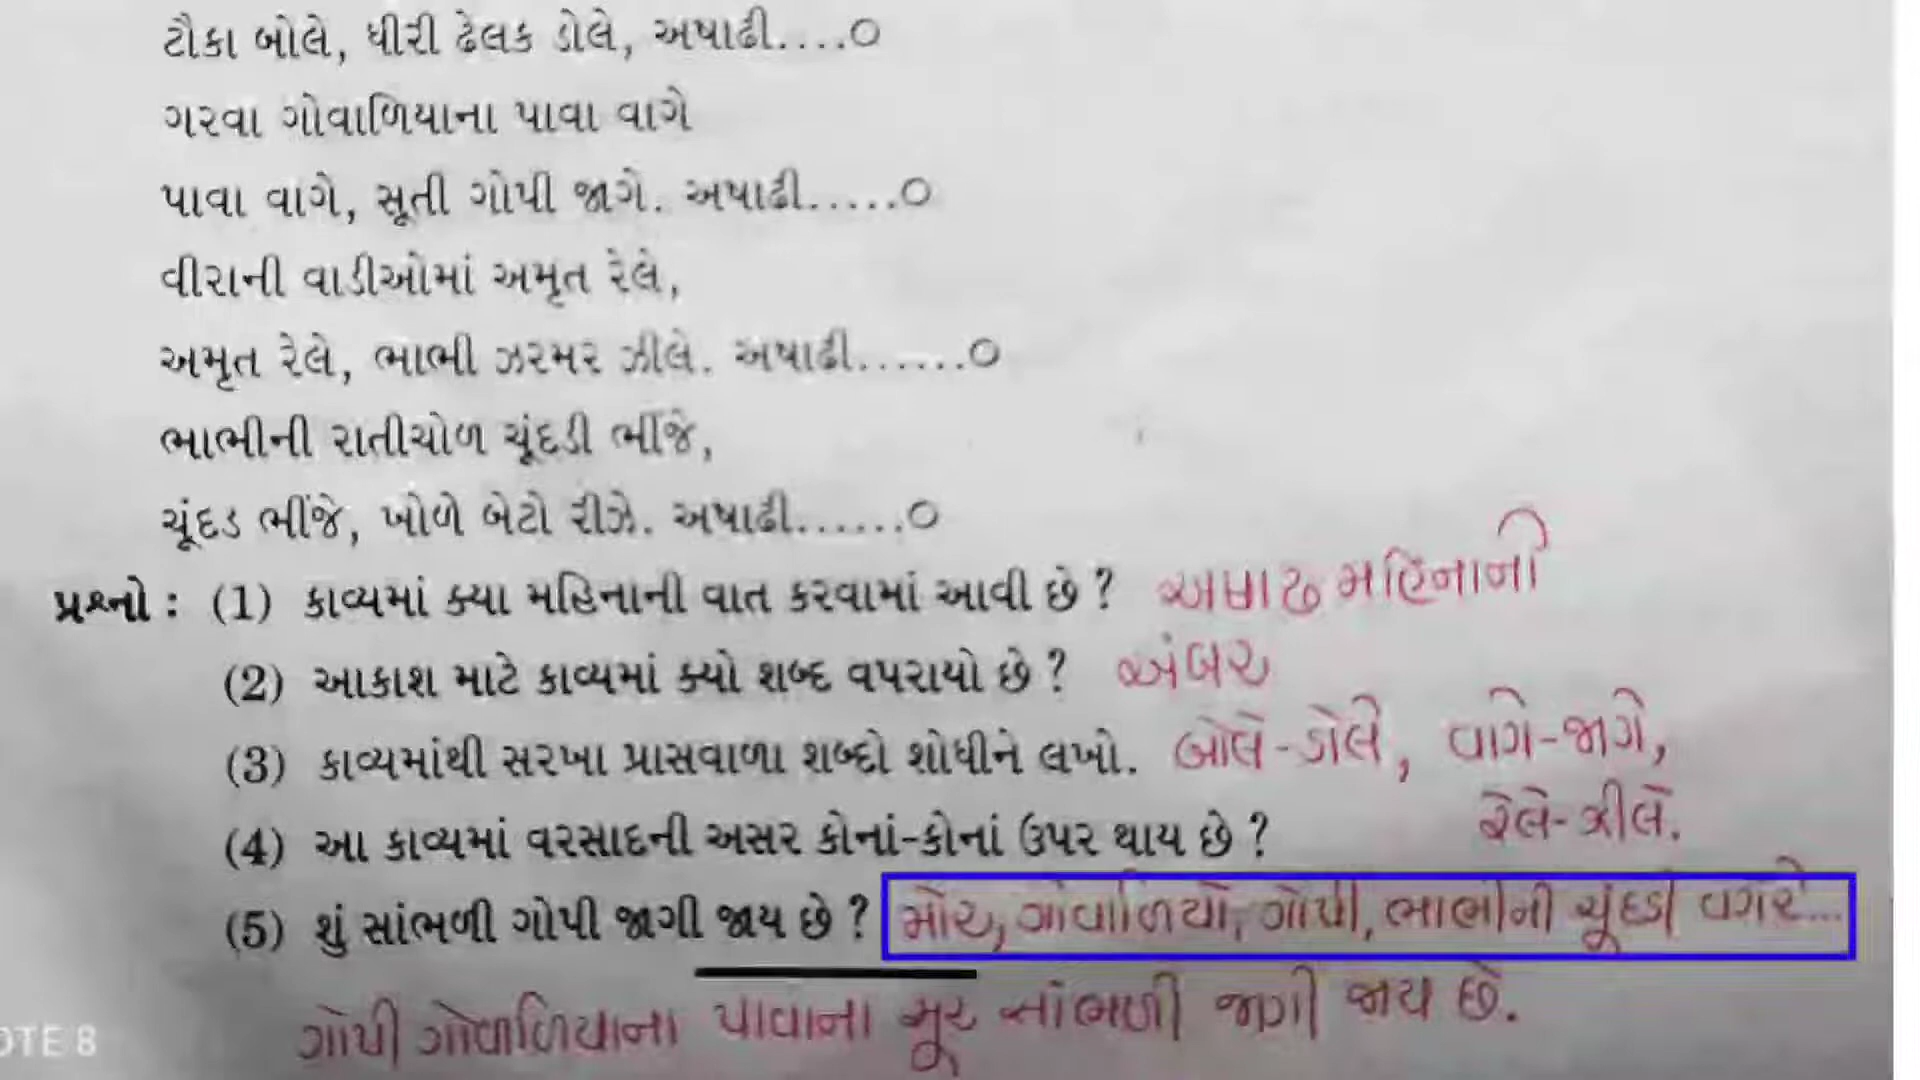 ટૌકા બોલે, ધીરી ઢેલક ડોલે, અષાઢી....૦
ગરવા ગોવાળિયાના પાવા વાગે
પાવા વાગે, સૂતી ગોપી જાગે. અષાઢી.....૦
વીરાની વાડીઓમાં અમૃત રેલે,
અમૃત રેલે, ભાભી ઝરમર ઝીલે. અષાઢી......૦
ભાભીની રાતીચોળ ચૂંદડી ભીંજે,
ચૂંદડ ભીંજે, ખોળે બેટો રીઝે. અષાઢી.......૦
પ્રશ્નો : (1) કાવ્યમાં ક્યા મહિનાની વાત કરવામાં આવી છે ? અષાઢ મહિનાની
(2) આકાશ માટે કાવ્યમાં ક્યો શબ્દ વપરાયો છે ? અંબર
(3) કાવ્યમાંથી સરખા પ્રાસવાળા શબ્દો શોધીને લખો. બોલે-ડોલે, વાગે-જાગે,
રેલે-ઝીલે.
(4) આ કાવ્યમાં વરસાદની અસર કોનાં-કોનાં ઉપર થાય છે ?
(5) શું સાંભળી ગોપી જાગી જાય છે ? મોર, ગોવાળિયો, ગોપી, ભાભીની ચૂંદડી વગેરે...
ગોપી ગોવાળિયાના પાવાના સૂર સાંભળી જાગી જાય છે.
OTE 8